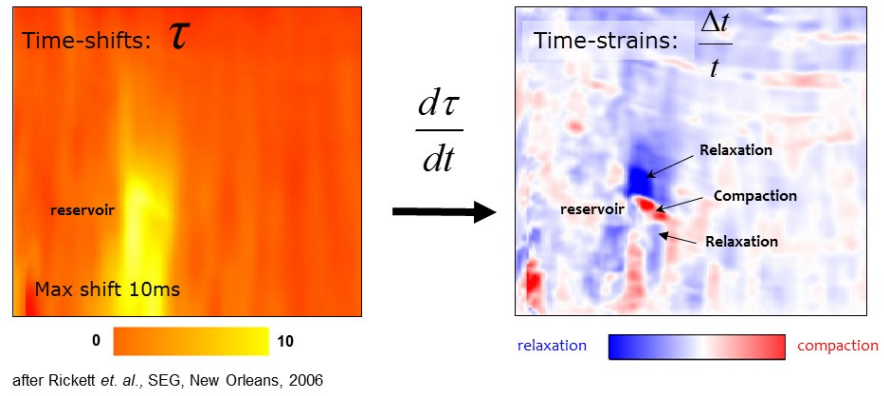 Time-shifts: τ
reservoir
Max shift 10ms
0
10
after Rickett et. al., SEG, New Orleans, 2006
dτ
dt
Time-strains: Δt
t
Relaxation
Compaction
reservoir
Relaxation
relaxation
compaction